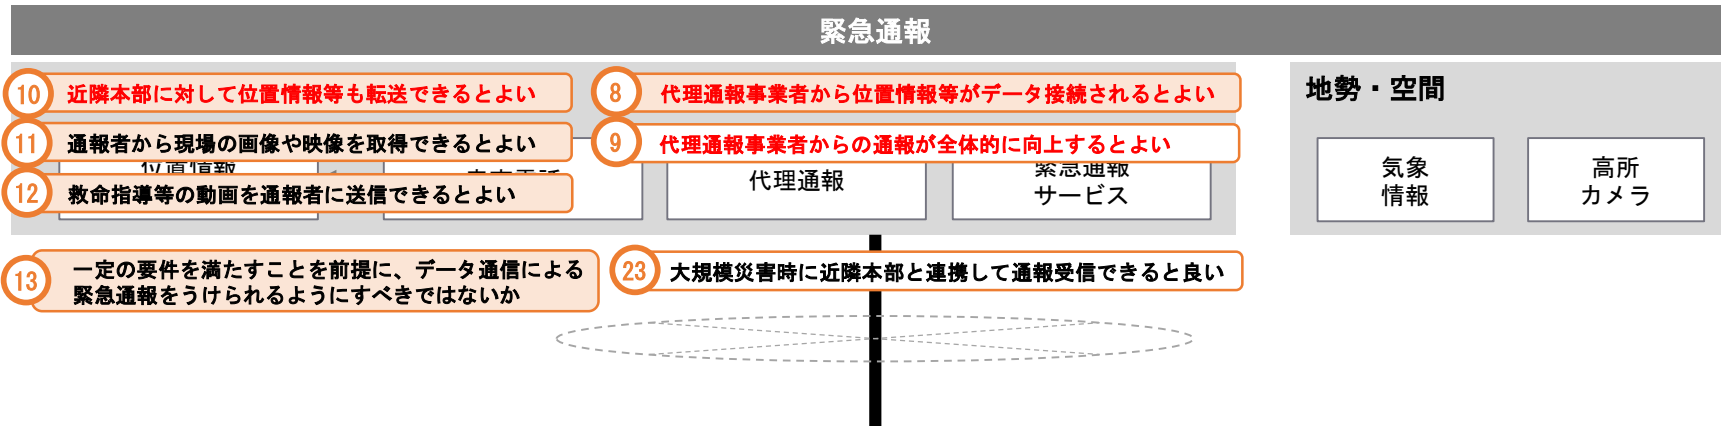 緊急通報
10 近隣本部に対して位置情報等も転送できるとよい
8 代理通報事業者から位置情報等がデータ接続されるとよい
11 通報者から現場の画像や映像を取得できるとよい
9 代理通報事業者からの通報が全体的に向上するとよい
位置情報
12 救命指導等の動画を通報者に送信できるとよい
代理通報
緊急通報
サービス
地勢・空間
気象
情報
高所
カメラ
13 一定の要件を満たすことを前提に、データ通信による
緊急通報をうけられるようにすべきではないか
23 大規模災害時に近隣本部と連携して通報受信できると良い